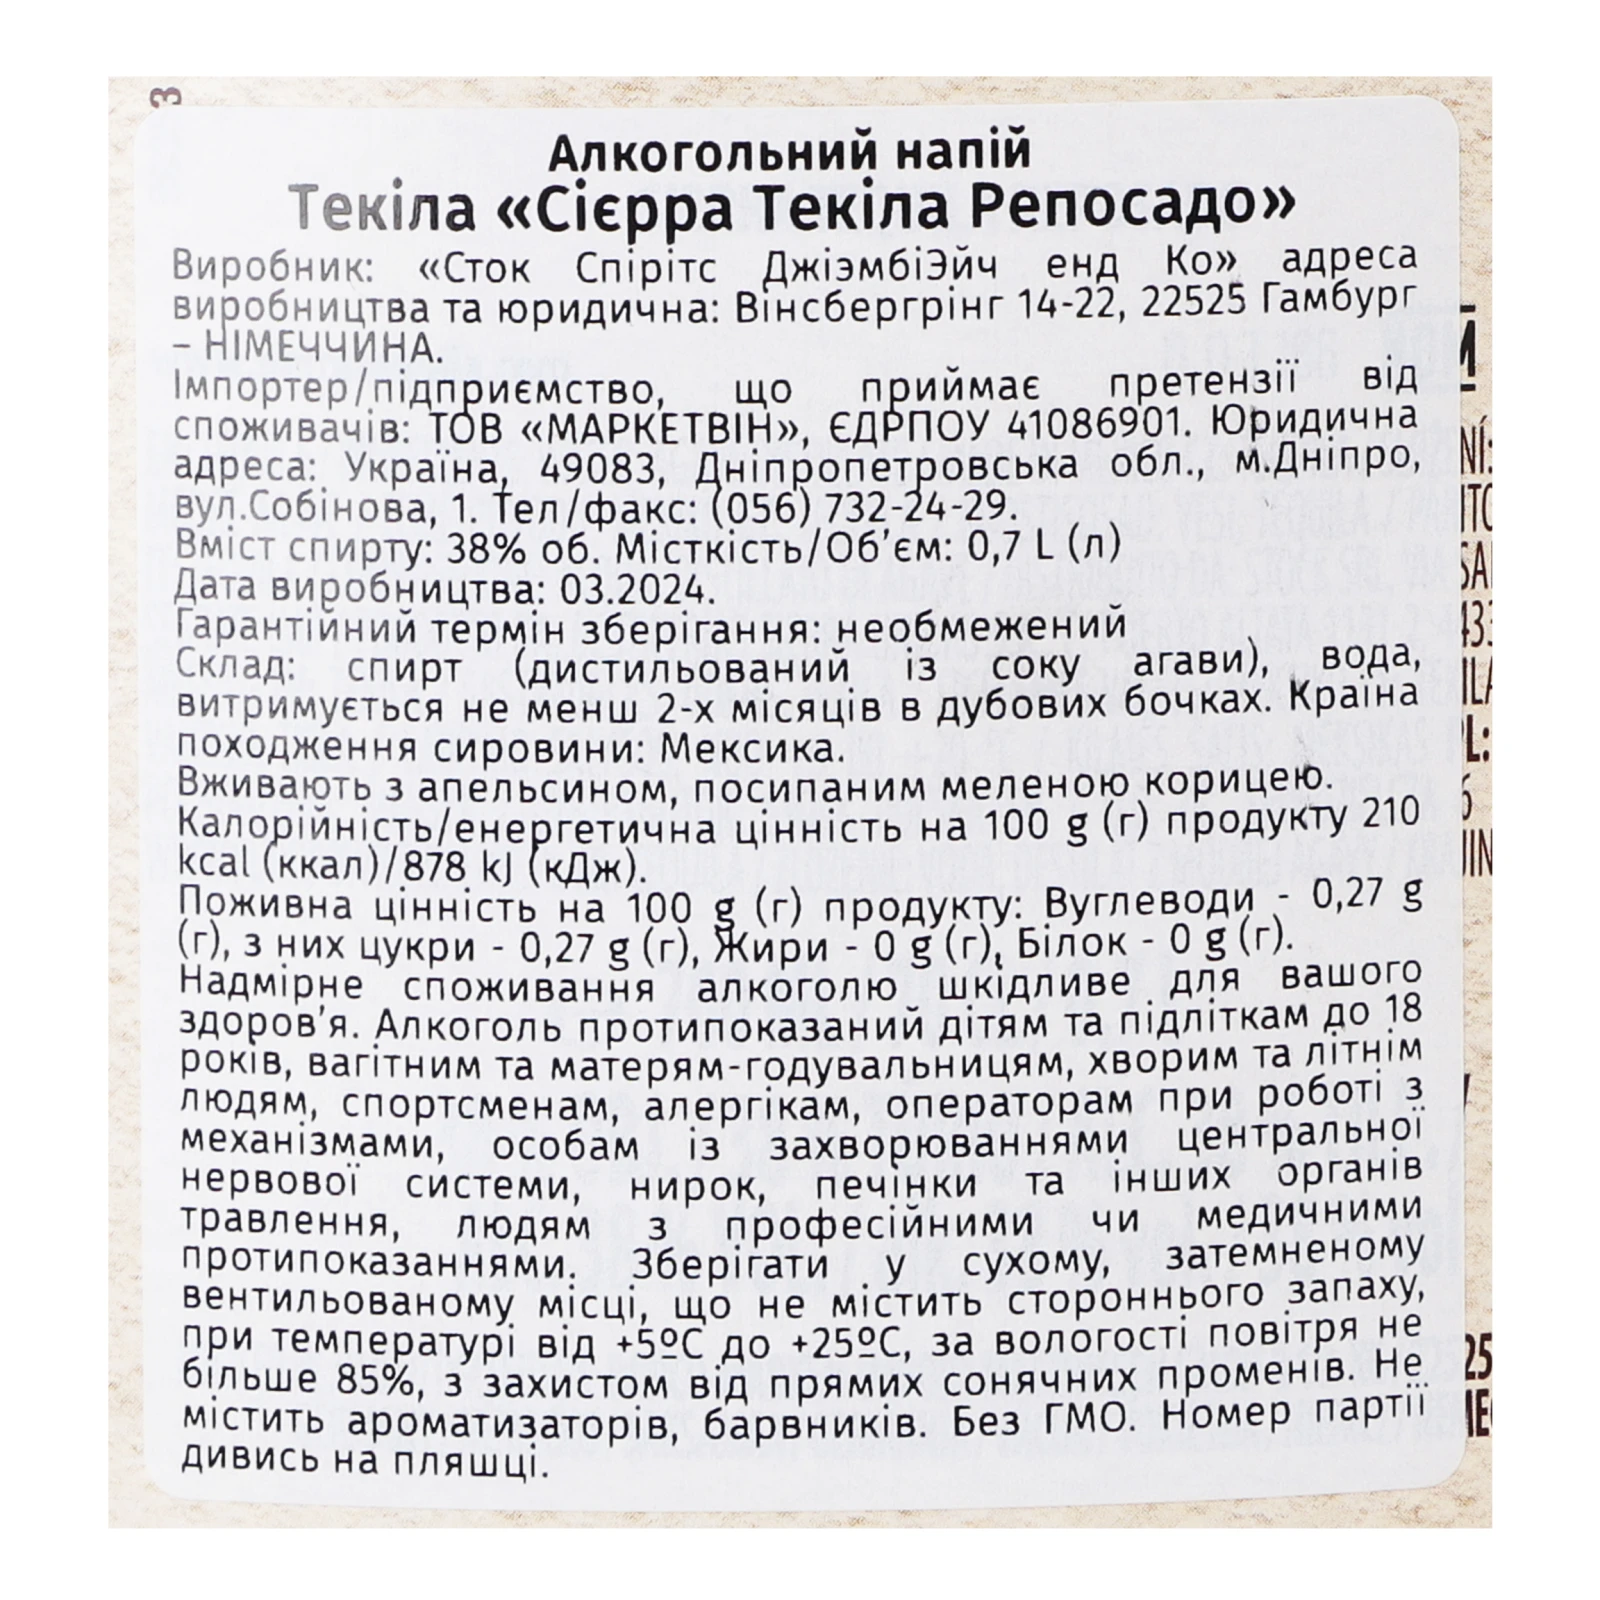 З
Алкогольний напій
Текіла «Сієрра Текіла Репосадо»
Виробник: «Сток Спірітс ДжіэмбіЭйч енд Ко» адреса
виробництва та юридична: Вінсбергрінг 14-22, 22525 Гамбург
– НІМЕЧЧИНА.
Імпортер/підприємство, що приймає претензії від
споживачів: ТОВ «МАРКЕТВІН», ЄДРПОУ 41086901. Юридична
адреса: Україна, 49083, Дніпропетровська обл., м.Дніпро,
вул.Собінова, 1. Тел/факс: (056) 732-24-29.
Вміст спирту: 38% об. Місткість/Об’єм: 0,7 L (л)
Дата виробництва: 03.2024.
Гарантійний термін зберігання: необмежений
Склад: спирт (дистильований із соку агави), вода,
витримується не менш 2-х місяців в дубових бочках. Країна
походження сировини: Мексика.
Вживають з апельсином, посипаним меленою корицею.
Калорійність/енергетична цінність на 100 g (г) продукту 210
kcal (ккал)/878 kJ (кДж).
Поживна цінність на 100 g (г) продукту: Вуглеводи - 0,27 g
(г), з них цукри - 0,27 g (г), Жири - 0 g (г), Білок - 0 g (г).
Надмірне споживання алкоголю шкідливе для вашого
здоров’я. Алкоголь протипоказаний дітям та підліткам до 18
років, вагітним та матерям-годувальницям, хворим та літнім
людям, спортсменам, алергікам, операторам при роботі з
механізмами, особам із захворюваннями центральної
нервової системи, нирок, печінки та інших органів
травлення, людям з професійними чи медичними
протипоказаннями. Зберігати у сухому, затемненому
вентильованому місці, що не містить стороннього запаху,
при температурі від +5ºС до +25ºС, за вологості повітря не
більше 85%, з захистом від прямих сонячних променів. Не
містить ароматизаторів, барвників. Без ГМО. Номер партії
дивись на пляшці.